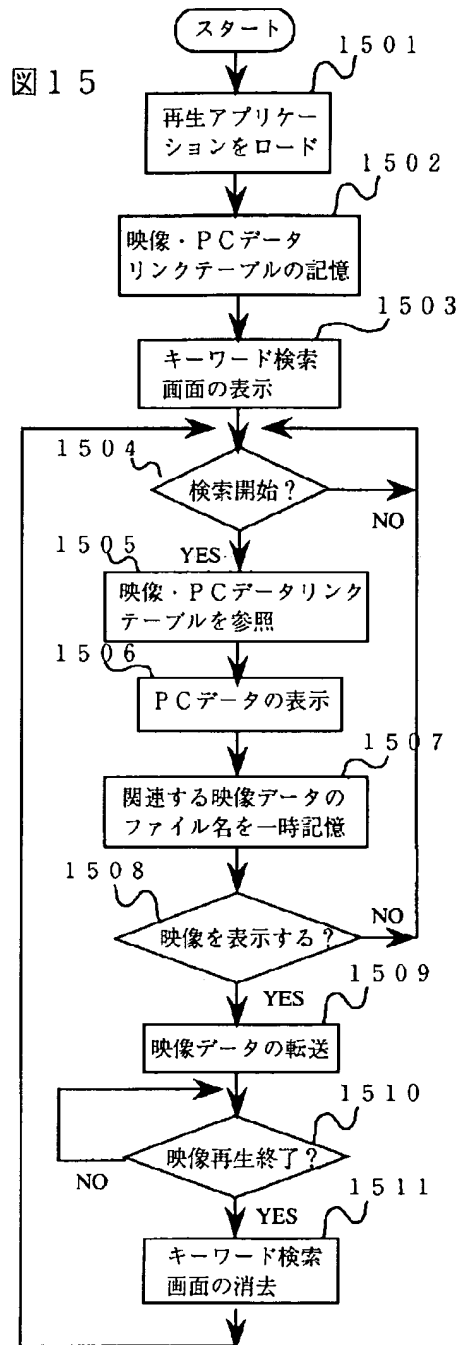 スタート
1501
図15
再生アプリケー
ションをロード
1502
映像・PCデータ
リンクテーブルの記憶
1503
キーワード検索
画面の表示
1504
検索開始?
NO
YES
1505
映像・PCデータリンク
テーブルを参照
1506
PCデータの表示
1507
関連する映像データの
ファイル名を一時記憶
1508
映像を表示する?
NO
YES
1509
映像データの転送
1510
映像再生終了?
NO
YES
1511
キーワード検索
画面の消去